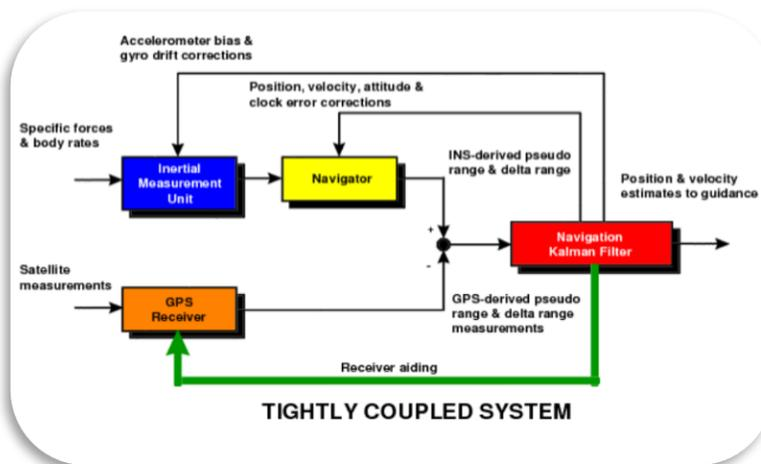 Accelerometer bias &
gyro drift corrections
Position, velocity, attitude &
clock error corrections
Specific forces
& body rates
Inertial
Measurement
Unit
Navigator
INS-derived pseudo
range & delta range
Position & velocity
estimates to guidance
+
-
Navigation
Kalman Filter
Satellite
measurements
GPS
Receiver
GPS-derived pseudo
range & delta range
measurements
Receiver aiding
TIGHTLY COUPLED SYSTEM